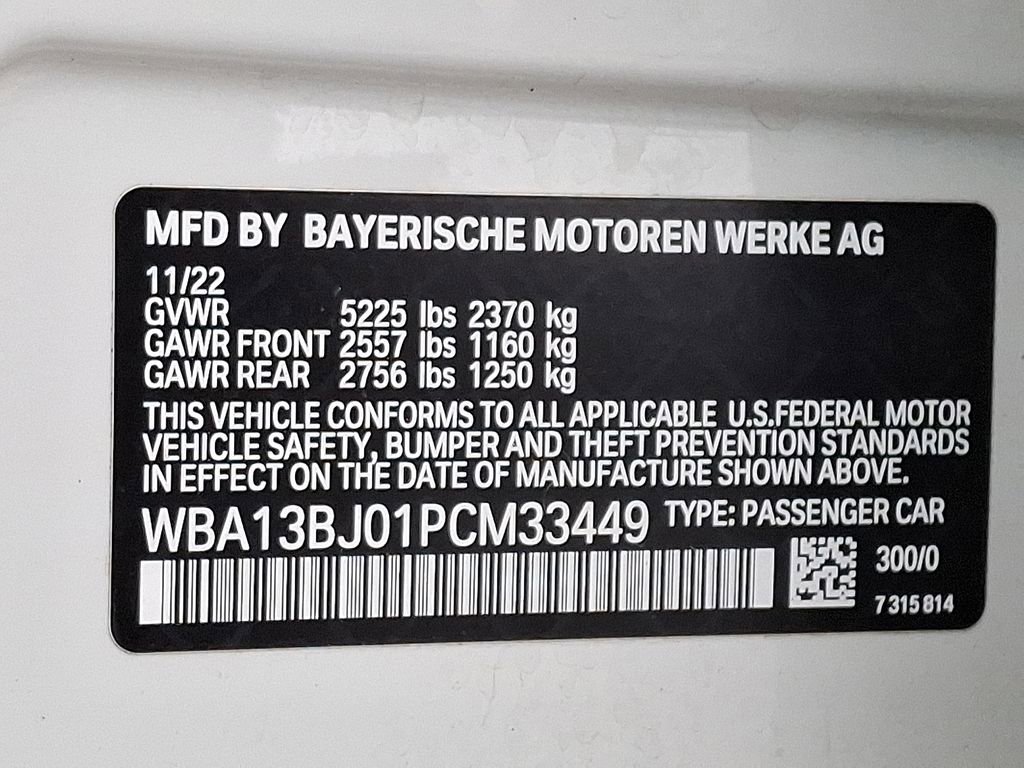 MFD BY BAYERISCHE MOTOREN WERKE AG
11/22
GVWR 5225 lbs 2370 kg
GAWR FRONT 2557 lbs 1160 kg
GAWR REAR 2756 lbs 1250 kg
THIS VEHICLE CONFORMS TO ALL APPLICABLE U.S.FEDERAL MOTOR
VEHICLE SAFETY, BUMPER AND THEFT PREVENTION STANDARDS
IN EFFECT ON THE DATE OF MANUFACTURE SHOWN ABOVE.
WBA13BJ01PCM33449 TYPE: PASSENGER CAR
300/0
7 315 814